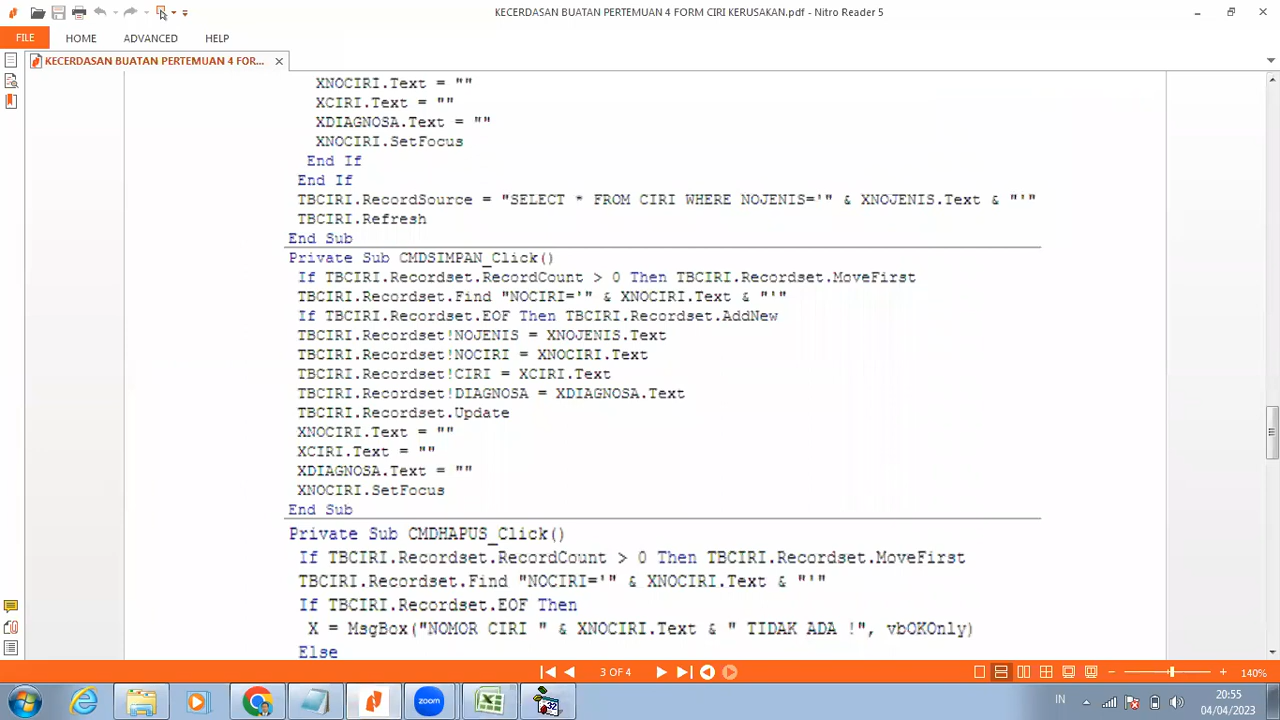 KECERDASAN BUATAN PERTEMUAN 4 FORM CIRI KERUSAKAN.pdf - Nitro Reader 5
FILE HOME ADVANCED HELP
KECERDASAN BUATAN PERTEMUAN 4 FOR...
XNOCIRI.Text = ""
XCIRI.Text = ""
XDIAGNOSA.Text = ""
XNOCIRI.SetFocus
End If
End If
TBCIRI.RecordSource = "SELECT * FROM CIRI WHERE NOJENIS='" & XNOJENIS.Text & "'"
TBCIRI.Refresh
End Sub
Private Sub CMDSIMPAN_Click()
If TBCIRI.Recordset.RecordCount > 0 Then TBCIRI.Recordset.MoveFirst
TBCIRI.Recordset.Find "NOCIRI='" & XNOCIRI.Text & "'"
If TBCIRI.Recordset.EOF Then TBCIRI.Recordset.AddNew
TBCIRI.Recordset!NOJENIS = XNOJENIS.Text
TBCIRI.Recordset!NOCIRI = XNOCIRI.Text
TBCIRI.Recordset!CIRI = XCIRI.Text
TBCIRI.Recordset!DIAGNOSA = XDIAGNOSA.Text
TBCIRI.Recordset.Update
XNOCIRI.Text = ""
XCIRI.Text = ""
XDIAGNOSA.Text = ""
XNOCIRI.SetFocus
End Sub
Private Sub CMDHAPUS_Click()
If TBCIRI.Recordset.RecordCount > 0 Then TBCIRI.Recordset.MoveFirst
TBCIRI.Recordset.Find "NOCIRI='" & XNOCIRI.Text & "'"
If TBCIRI.Recordset.EOF Then
X = MsgBox("NOMOR CIRI " & XNOCIRI.Text & " TIDAK ADA !", vbOKOnly)
Else
3 OF 4
140%
zoom
32
IN
20:55
04/04/2023